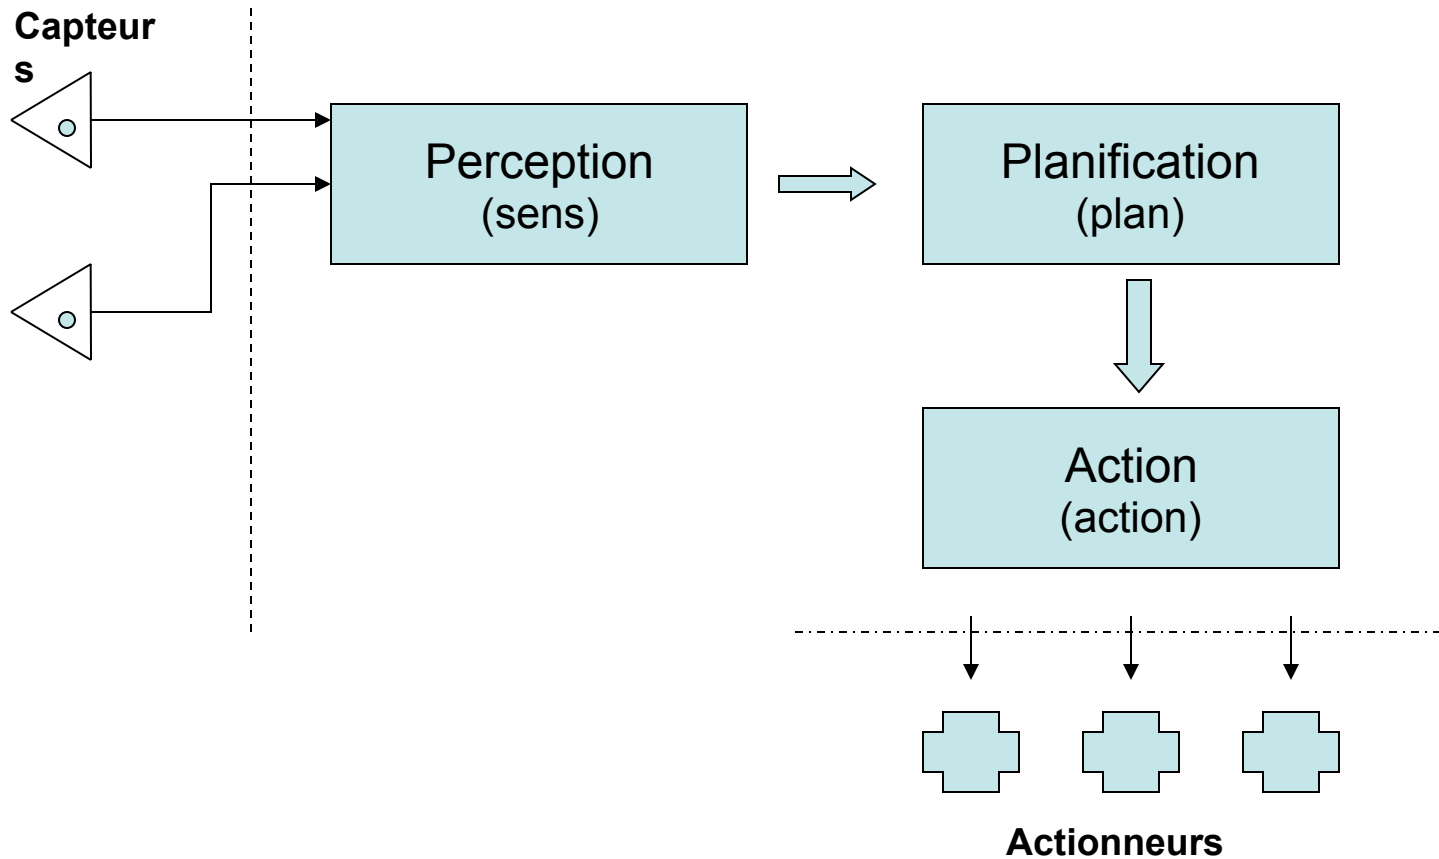 Capteur
s
Perception
(sens)
Planification
(plan)
Action
(action)
Actionneurs